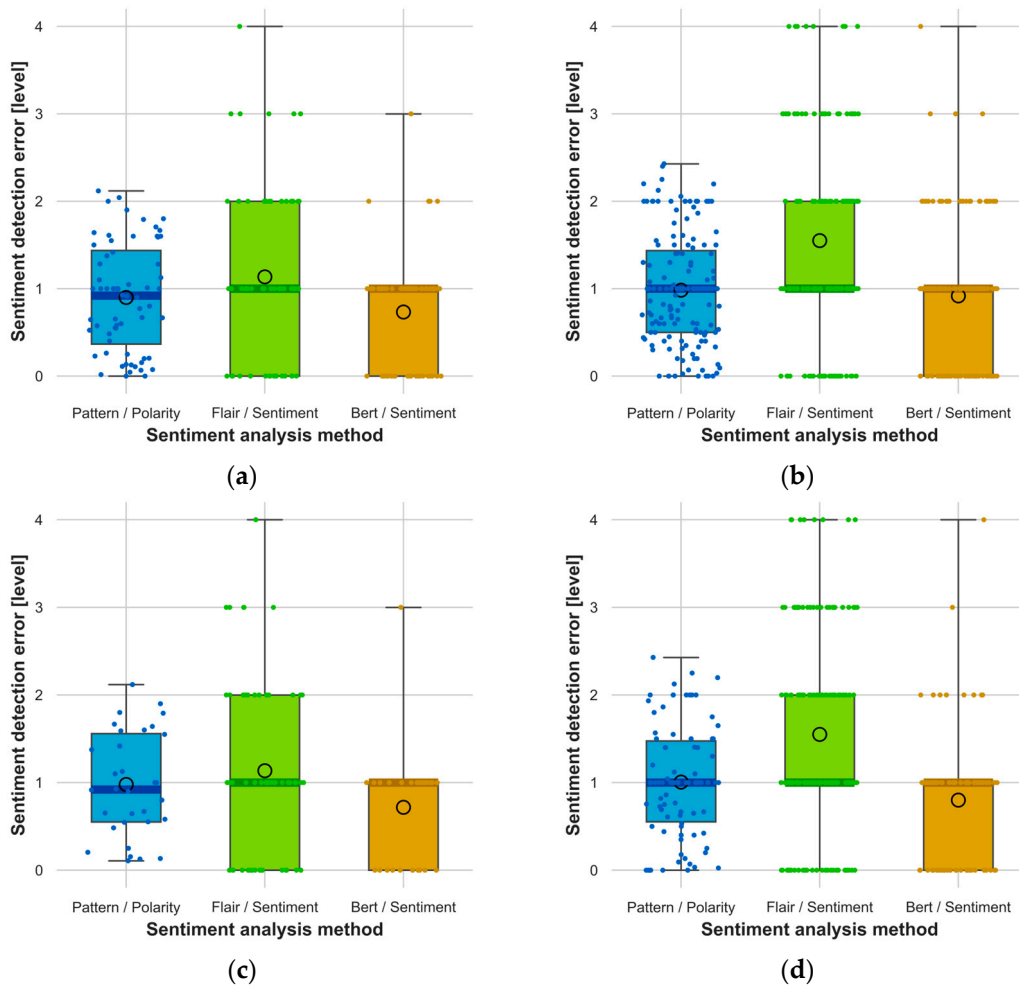 4
3
2
1
0
Sentiment detection error [level]
Pattern / Polarity Flair / Sentiment Bert / Sentiment
Sentiment analysis method
(a)
4
3
2
1
0
Sentiment detection error [level]
Pattern / Polarity Flair / Sentiment Bert / Sentiment
Sentiment analysis method
(b)
4
3
2
1
0
Sentiment detection error [level]
Pattern / Polarity Flair / Sentiment Bert / Sentiment
Sentiment analysis method
(c)
4
3
2
1
0
Sentiment detection error [level]
Pattern / Polarity Flair / Sentiment Bert / Sentiment
Sentiment analysis method
(d)